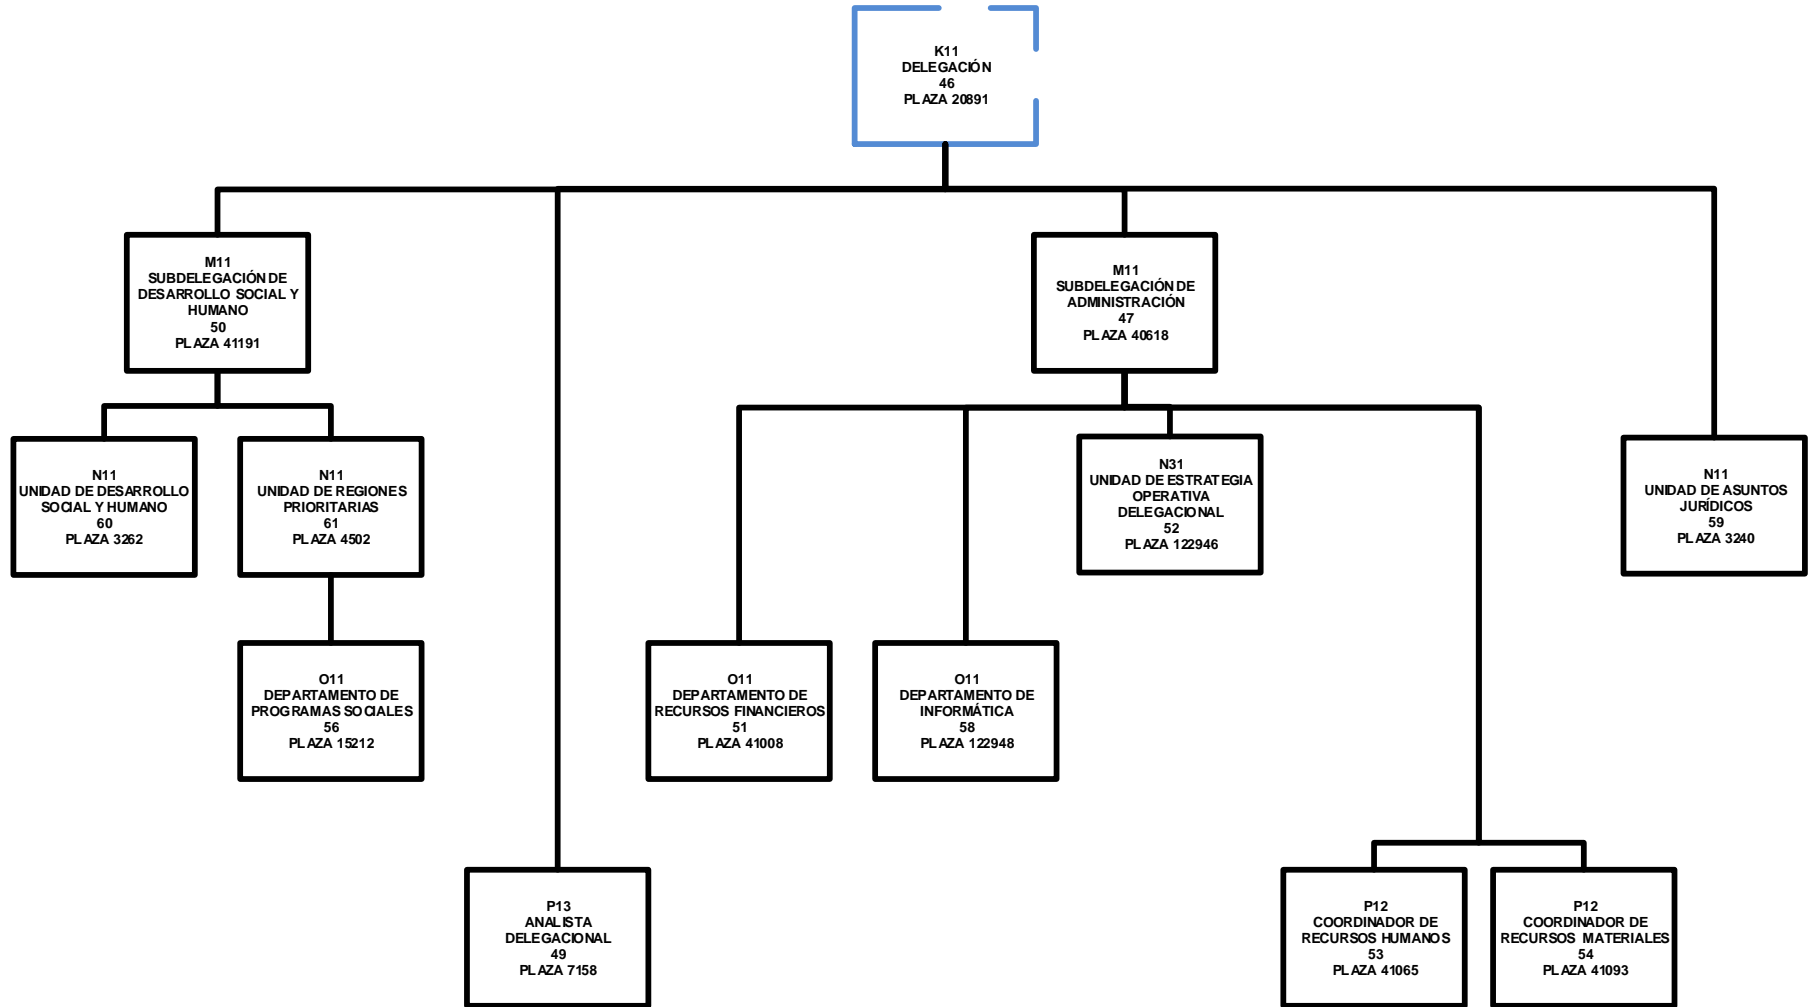 K11
DELEGACIÓN
46
PLAZA 20891
M11
SUBDELEGACIÓN DE
DESARROLLO SOCIAL Y
HUMANO
50
PLAZA 41191
M11
SUBDELEGACIÓN DE
ADMINISTRACIÓN
47
PLAZA 40618
N11
UNIDAD DE DESARROLLO
SOCIAL Y HUMANO
60
PLAZA 3262
N11
UNIDAD DE REGIONES
PRIORITARIAS
61
PLAZA 4502
N31
UNIDAD DE ESTRATEGIA
OPERATIVA
DELEGACIONAL
52
PLAZA 122946
N11
UNIDAD DE ASUNTOS
JURÍDICOS
59
PLAZA 3240
O11
DEPARTAMENTO DE
PROGRAMAS SOCIALES
56
PLAZA 15212
O11
DEPARTAMENTO DE
RECURSOS FINANCIEROS
51
PLAZA 41008
O11
DEPARTAMENTO DE
INFORMÁTICA
58
PLAZA 122948
P13
ANALISTA
DELEGACIONAL
49
PLAZA 7158
P12
COORDINADOR DE
RECURSOS HUMANOS
53
PLAZA 41065
P12
COORDINADOR DE
RECURSOS MATERIALES
54
PLAZA 41093